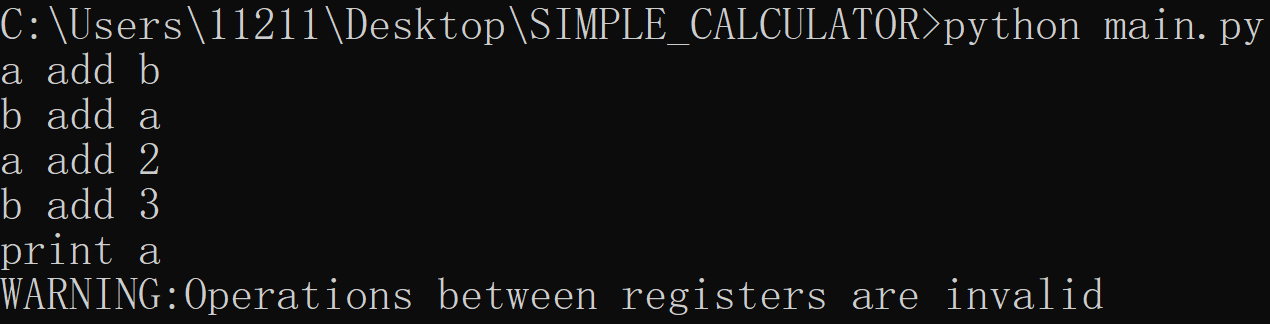 C:\Users\11211\Desktop\SIMPLE_CALCULATOR>python main.py
a add b
b add a
a add 2
b add 3
print a
WARNING:Operations between registers are invalid